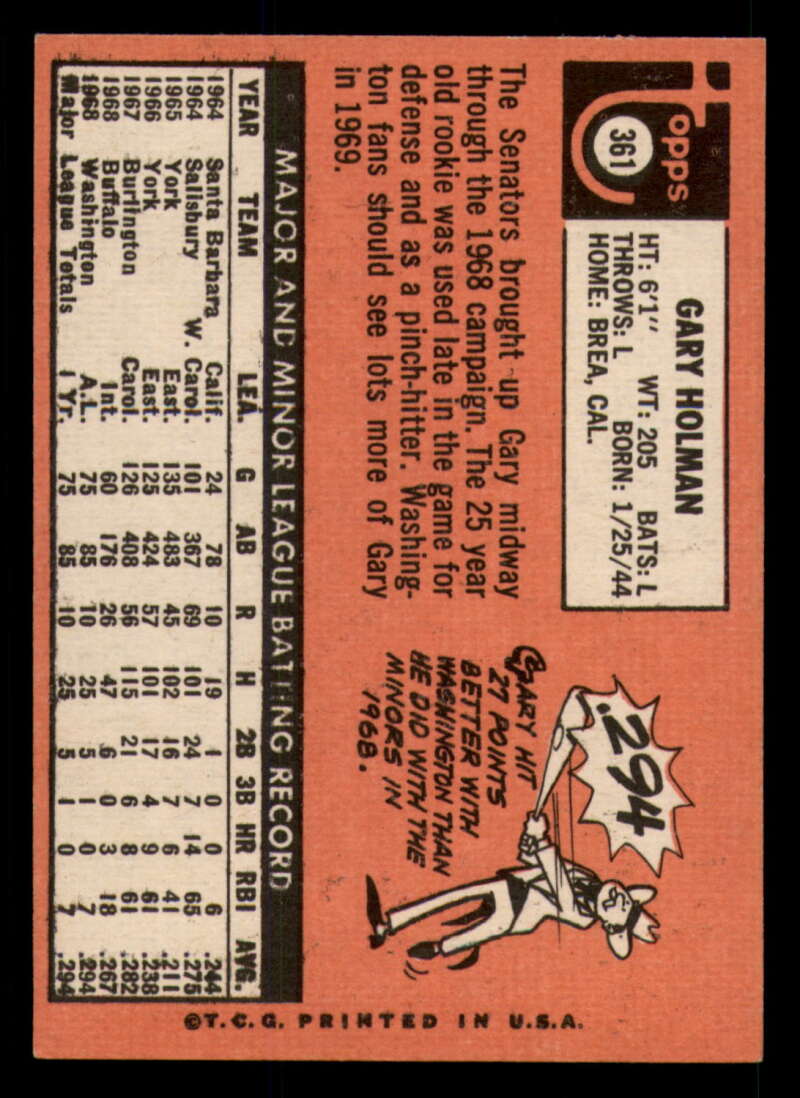 Topps
361
GARY HOLMAN
HT: 6'1" WT: 205 BATS: L
THROWS: L BORN: 1/25/44
HOME: BREA, CAL.
The Senators brought up Gary midway
through the 1968 campaign. The 25 year
old rookie was used late in the game for
defense and as a pinch-hitter. Washing-
ton fans should see lots more of Gary
in 1969.
.294
GARY HIT
27 POINTS
BETTER WITH
WASHINGTON THAN
HE DID WITH THE
MINORS IN
1968.
MAJOR AND MINOR LEAGUE BATTING RECORD
YEAR TEAM LEA. G AB R H 2B 3B HR RBI AVG.
1964 Santa Barbara Calif. 24 78 10 19 1 0 0 6 .244
1964 Salisbury W. Carol. 101 367 69 101 24 7 14 65 .275
1965 York East. 135 483 45 102 16 7 6 41 .211
1966 York East. 125 424 57 101 17 4 9 61 .238
1967 Burlington Carol. 126 408 56 115 21 6 8 61 .282
1968 Buffalo Int. 60 176 26 47 6 0 3 18 .267
1968 Washington A.L. 75 85 10 25 5 1 0 7 .294
Major League Totals 1 Yr. 75 85 10 25 5 1 0 7 .294
©T.C.G. PRINTED IN U.S.A.